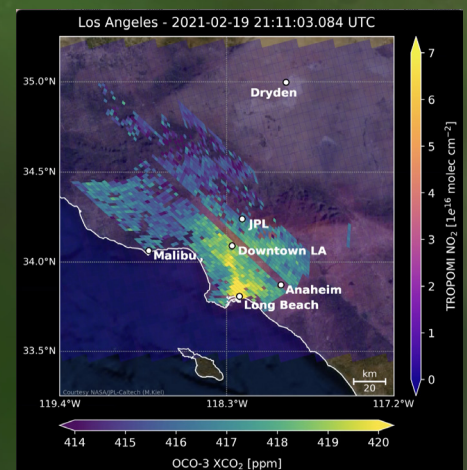 Los Angeles - 2021-02-19 21:11:03.084 UTC
35.0°N
34.5°N
34.0°N
33.5°N
Dryden
JPL
Downtown LA
Malibu
Anaheim
Long Beach
km
20
Courtesy NASA/JPL-Caltech (M.Kiel)
119.4°W 118.3°W 117.2°W
7
6
5
4
3
2
1
0
TROPOMI NO₂ [1e¹⁶ molec cm⁻²]
414 415 416 417 418 419 420
OCO-3 XCO₂ [ppm]